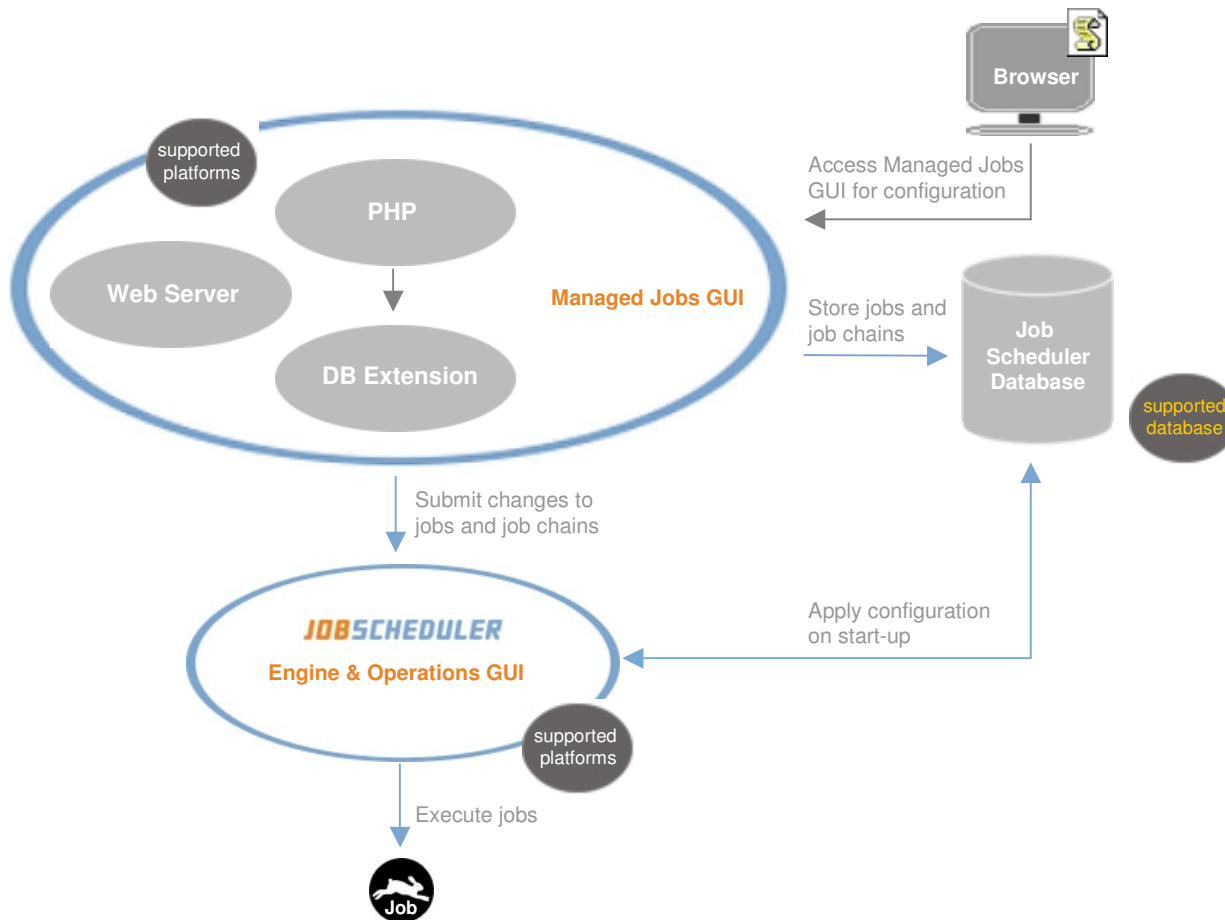 Browser
supported
platforms
Access Managed Jobs
GUI for configuration
PHP
Web Server
Managed Jobs GUI
Store jobs and
job chains
DB Extension
Job
Scheduler
Database
supported
database
Submit changes to
jobs and job chains
JOBSCHEDULER
Engine & Operations GUI
Apply configuration
on start-up
supported
platforms
Execute jobs
Job